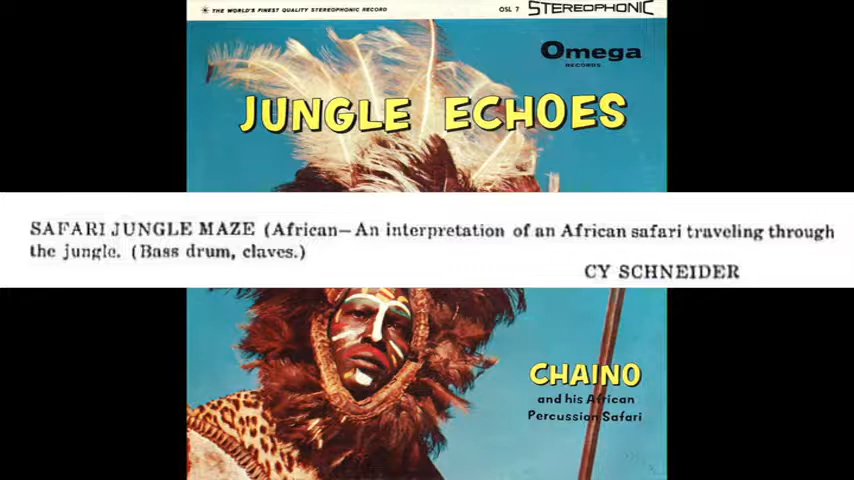 ✳ THE WORLD'S FINEST QUALITY STEREOPHONIC RECORD OSL 7 STEREOPHONIC
Omega
RECORDS
JUNGLE ECHOES
SAFARI JUNGLE MAZE (African—An interpretation of an African safari traveling through
the jungle. (Bass drum, claves.)
CY SCHNEIDER
CHAINO
and his African
Percussion Safari